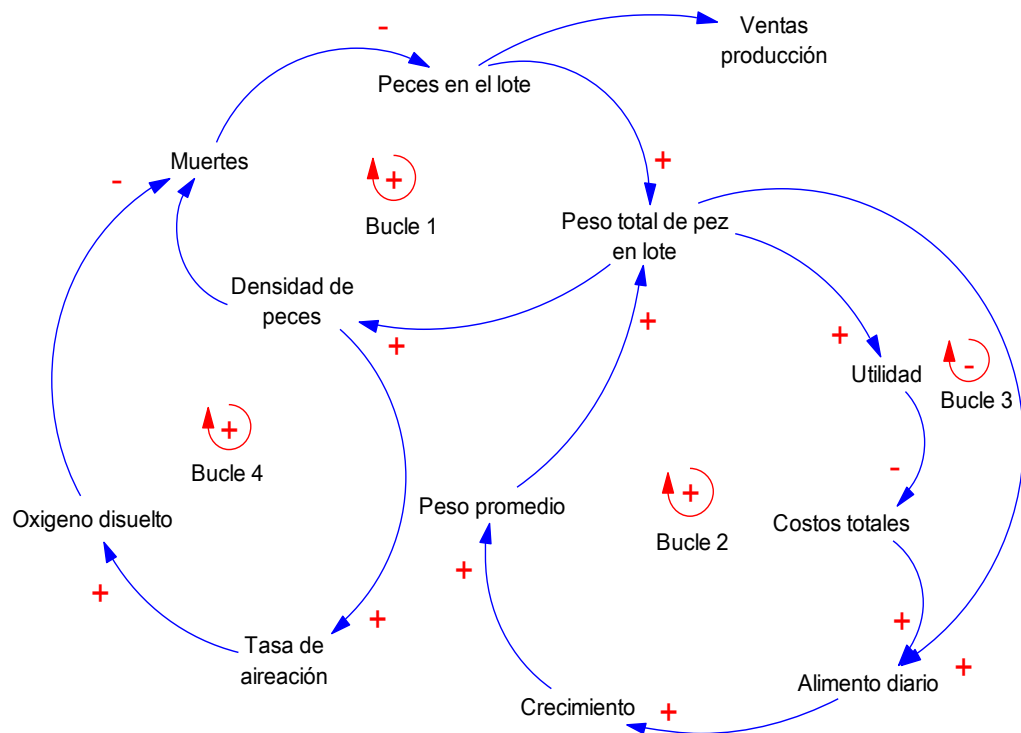 Ventas
producción
-
Peces en el lote
Muertes
-
+
+
Bucle 1
Peso total de pez
en lote
Densidad de
peces
+
+
+
Utilidad
-
Bucle 3
+
Bucle 4
-
+
Bucle 2
Peso promedio
Oxigeno disuelto
Costos totales
+
+
+
+
Tasa de
aireación
+
Alimento diario
Crecimiento
+